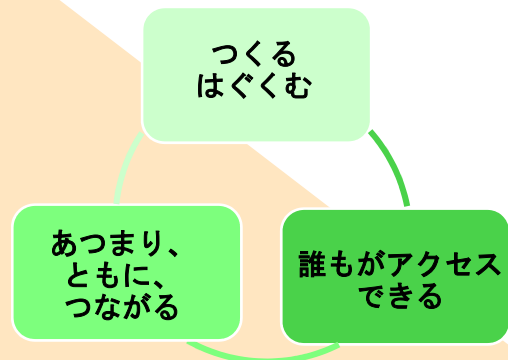 つくる
はぐくむ
あつまり、
ともに、
つながる
誰もがアクセス
できる